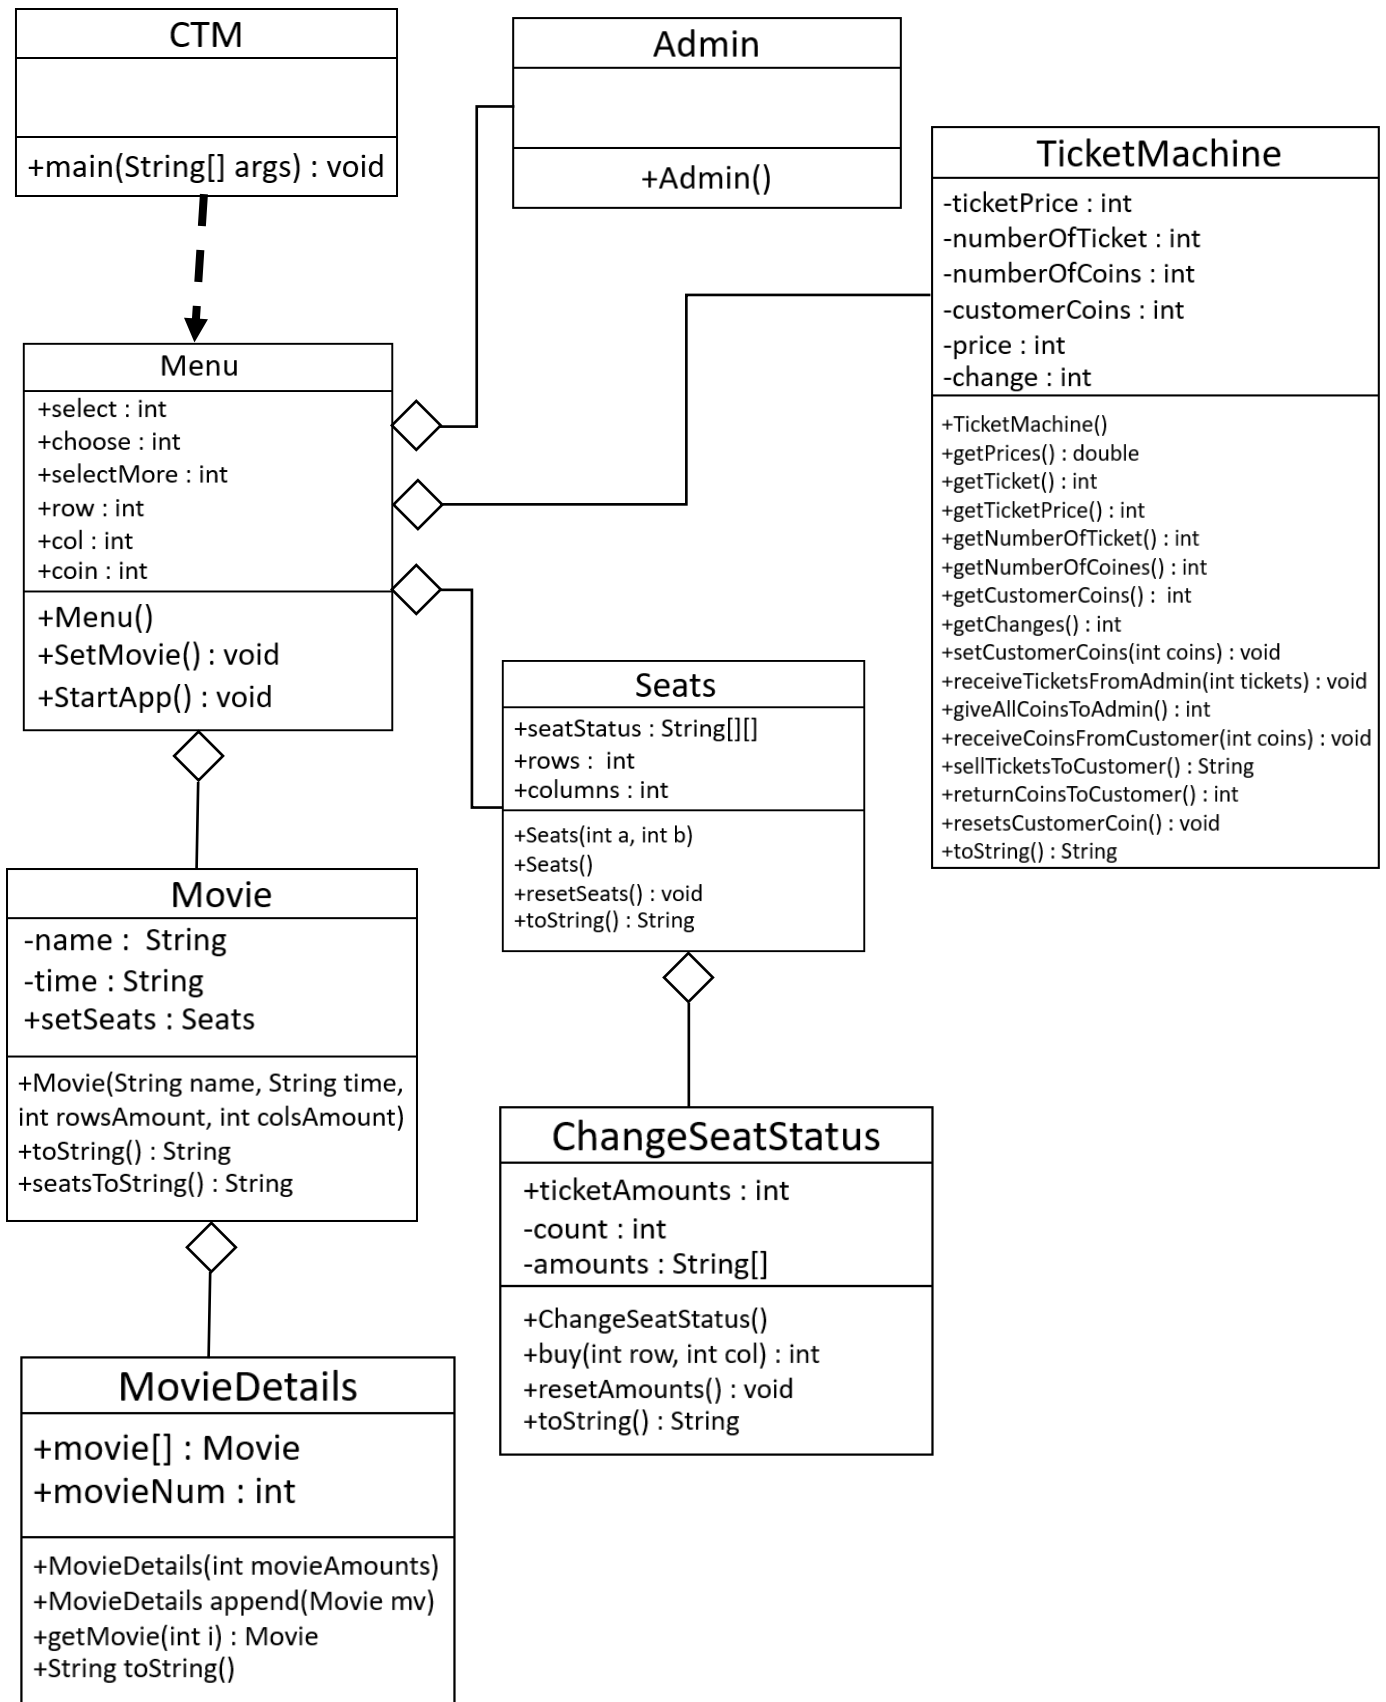 CTM
+main(String[] args) : void
Admin
+Admin()
TicketMachine
-ticketPrice : int
-numberOfTicket : int
-numberOfCoins : int
-customerCoins : int
-price : int
-change : int
+TicketMachine()
+getPrices() : double
+getTicket() : int
+getTicketPrice() : int
+getNumberOfTicket() : int
+getNumberOfCoines() : int
+getCustomerCoins() :  int
+getChanges() : int
+setCustomerCoins(int coins) : void
+receiveTicketsFromAdmin(int tickets) : void
+giveAllCoinsToAdmin() : int
+receiveCoinsFromCustomer(int coins) : void
+sellTicketsToCustomer() : String
+returnCoinsToCustomer() : int
+resetsCustomerCoin() : void
+toString() : String
Menu
+select : int
+choose : int
+selectMore : int
+row : int
+col : int
+coin : int
+Menu()
+SetMovie() : void
+StartApp() : void
Seats
+seatStatus : String[][]
+rows :  int
+columns : int
+Seats(int a, int b)
+Seats()
+resetSeats() : void
+toString() : String
Movie
-name :  String
-time : String
+setSeats : Seats
+Movie(String name, String time,
int rowsAmount, int colsAmount)
+toString() : String
+seatsToString() : String
ChangeSeatStatus
+ticketAmounts : int
-count : int
-amounts : String[]
+ChangeSeatStatus()
+buy(int row, int col) : int
+resetAmounts() : void
+toString() : String
MovieDetails
+movie[] : Movie
+movieNum : int
+MovieDetails(int movieAmounts)
+MovieDetails append(Movie mv)
+getMovie(int i) : Movie
+String toString()